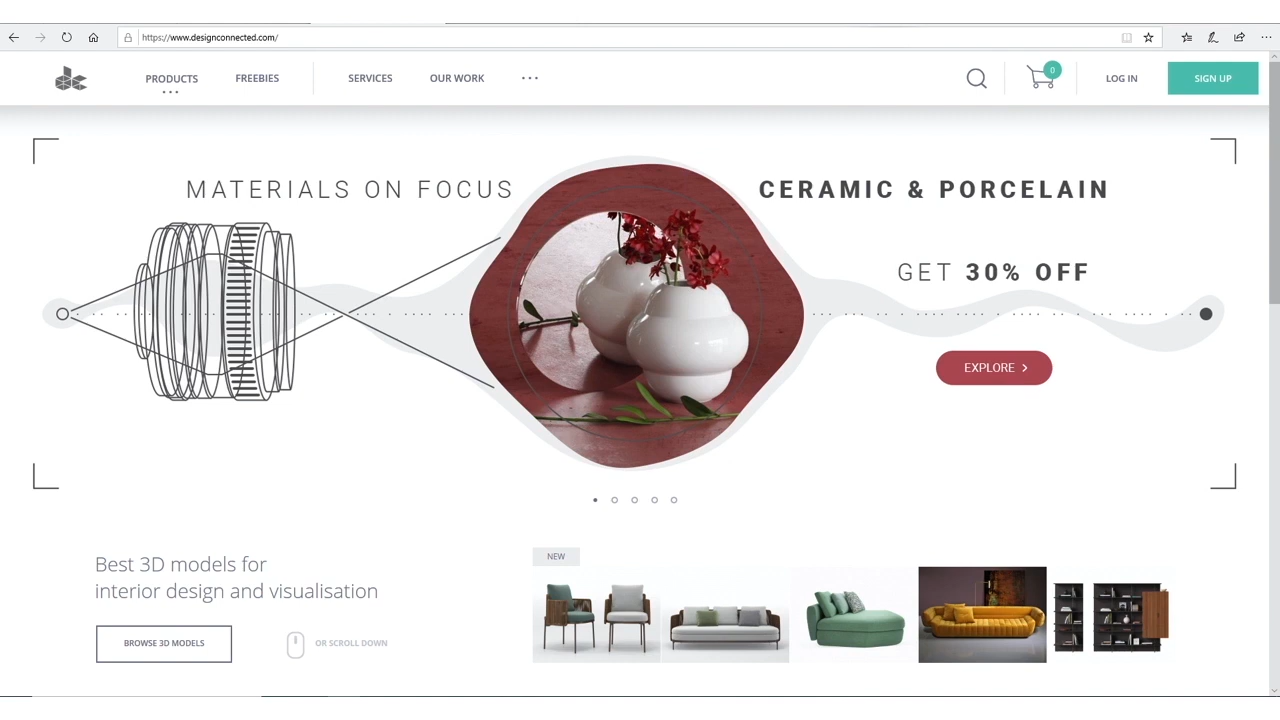 https://www.designconnected.com/
PRODUCTS
FREEBIES
SERVICES
OUR WORK
0
LOG IN
SIGN UP
MATERIALS ON FOCUS
CERAMIC & PORCELAIN
GET 30% OFF
EXPLORE
Best 3D models for
interior design and visualisation
BROWSE 3D MODELS
OR SCROLL DOWN
NEW